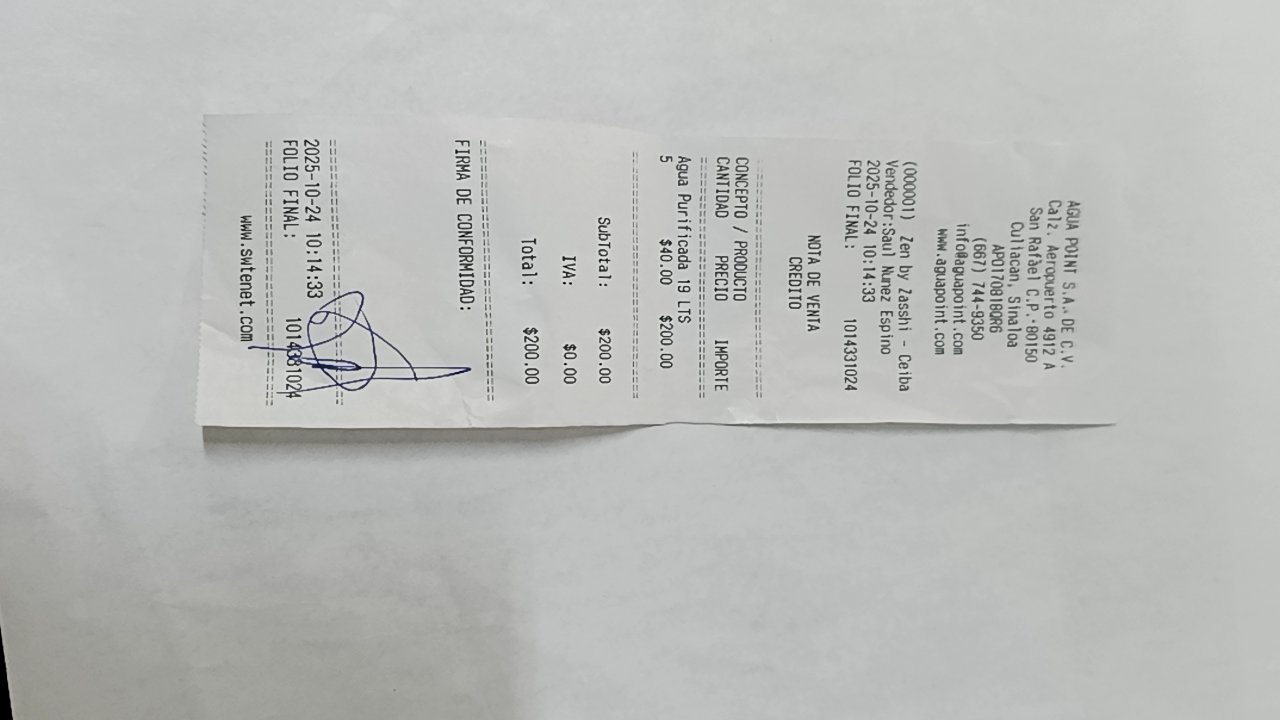 AGUA POINT S.A. DE C.V.
Calz. Aeropuerto 4912 A
San Rafael C.P.:80150
Culiacan, Sinaloa
APO170818QR6
(667) 744-9350
info@aguapoint.com
www.aguapoint.com
(000001) Zen by Zasshi - Ceiba
Vendedor:Saul Nunez Espino
2025-10-24 10:14:33
FOLIO FINAL: 1014331024
NOTA DE VENTA
CREDITO
CONCEPTO / PRODUCTO
CANTIDAD PRECIO IMPORTE
Agua Purificada 19 LTS
5 $40.00 $200.00
SubTotal: $200.00
IVA: $0.00
Total: $200.00
FIRMA DE CONFORMIDAD:
2025-10-24 10:14:33
FOLIO FINAL: 1014331024
www.swtenet.com